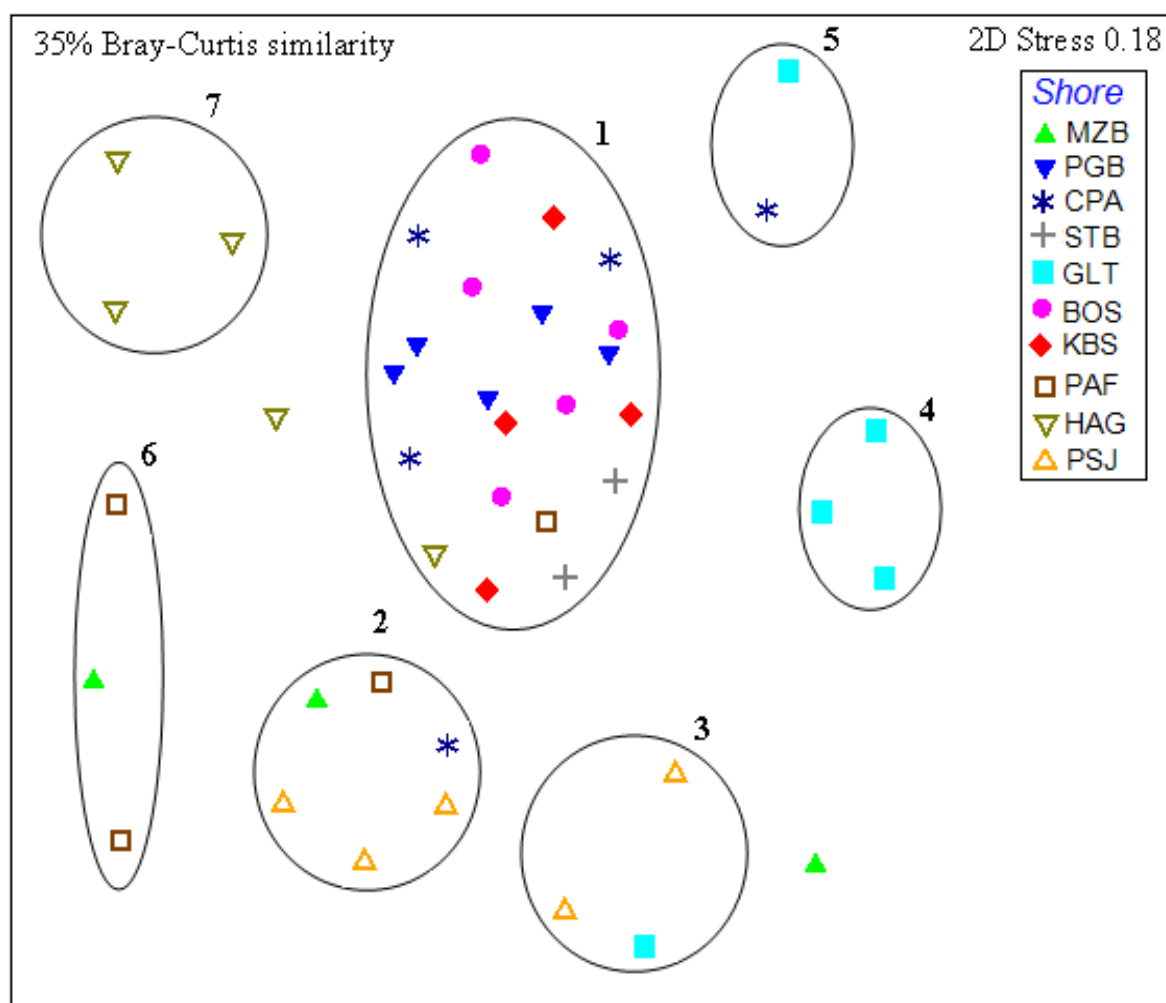 35% Bray-Curtis similarity
2D Stress 0.18
5
7
1
Shore
MZB
PGB
CPA
STB
GLT
BOS
KBS
PAF
HAG
PSJ
4
6
2
3